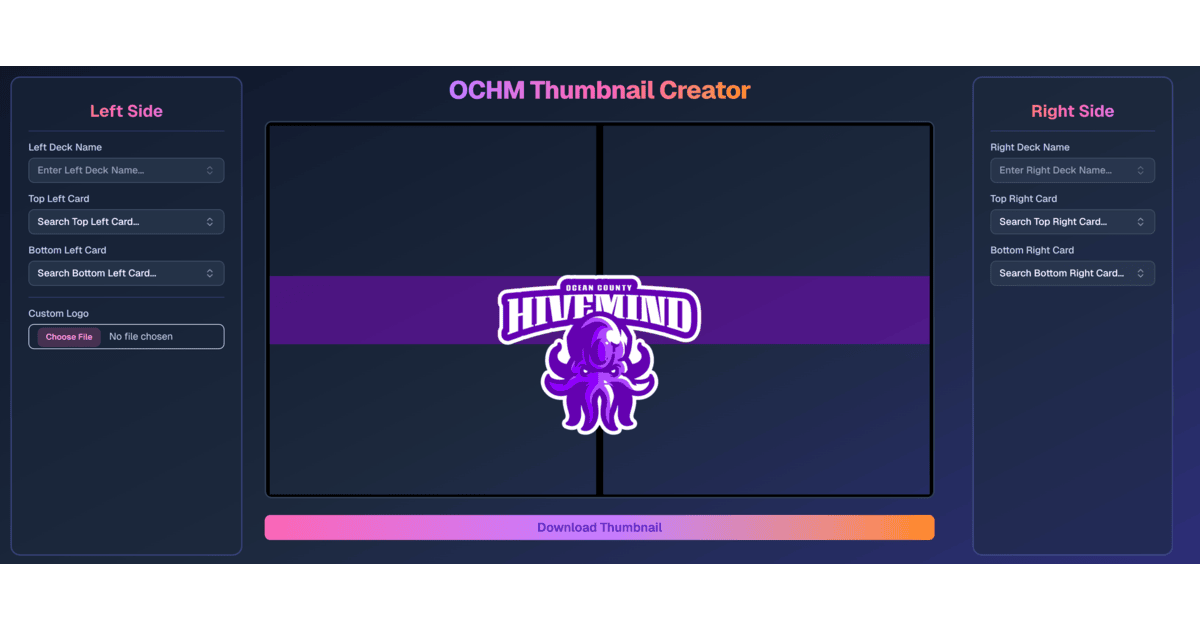 OCHM Thumbnail Creator
Left Side
Left Deck Name
Enter Left Deck Name...
Top Left Card
Search Top Left Card...
Bottom Left Card
Search Bottom Left Card...
Custom Logo
Choose File No file chosen
OCEAN COUNTY
HIVEMIND
Download Thumbnail
Right Side
Right Deck Name
Enter Right Deck Name...
Top Right Card
Search Top Right Card...
Bottom Right Card
Search Bottom Right Card...